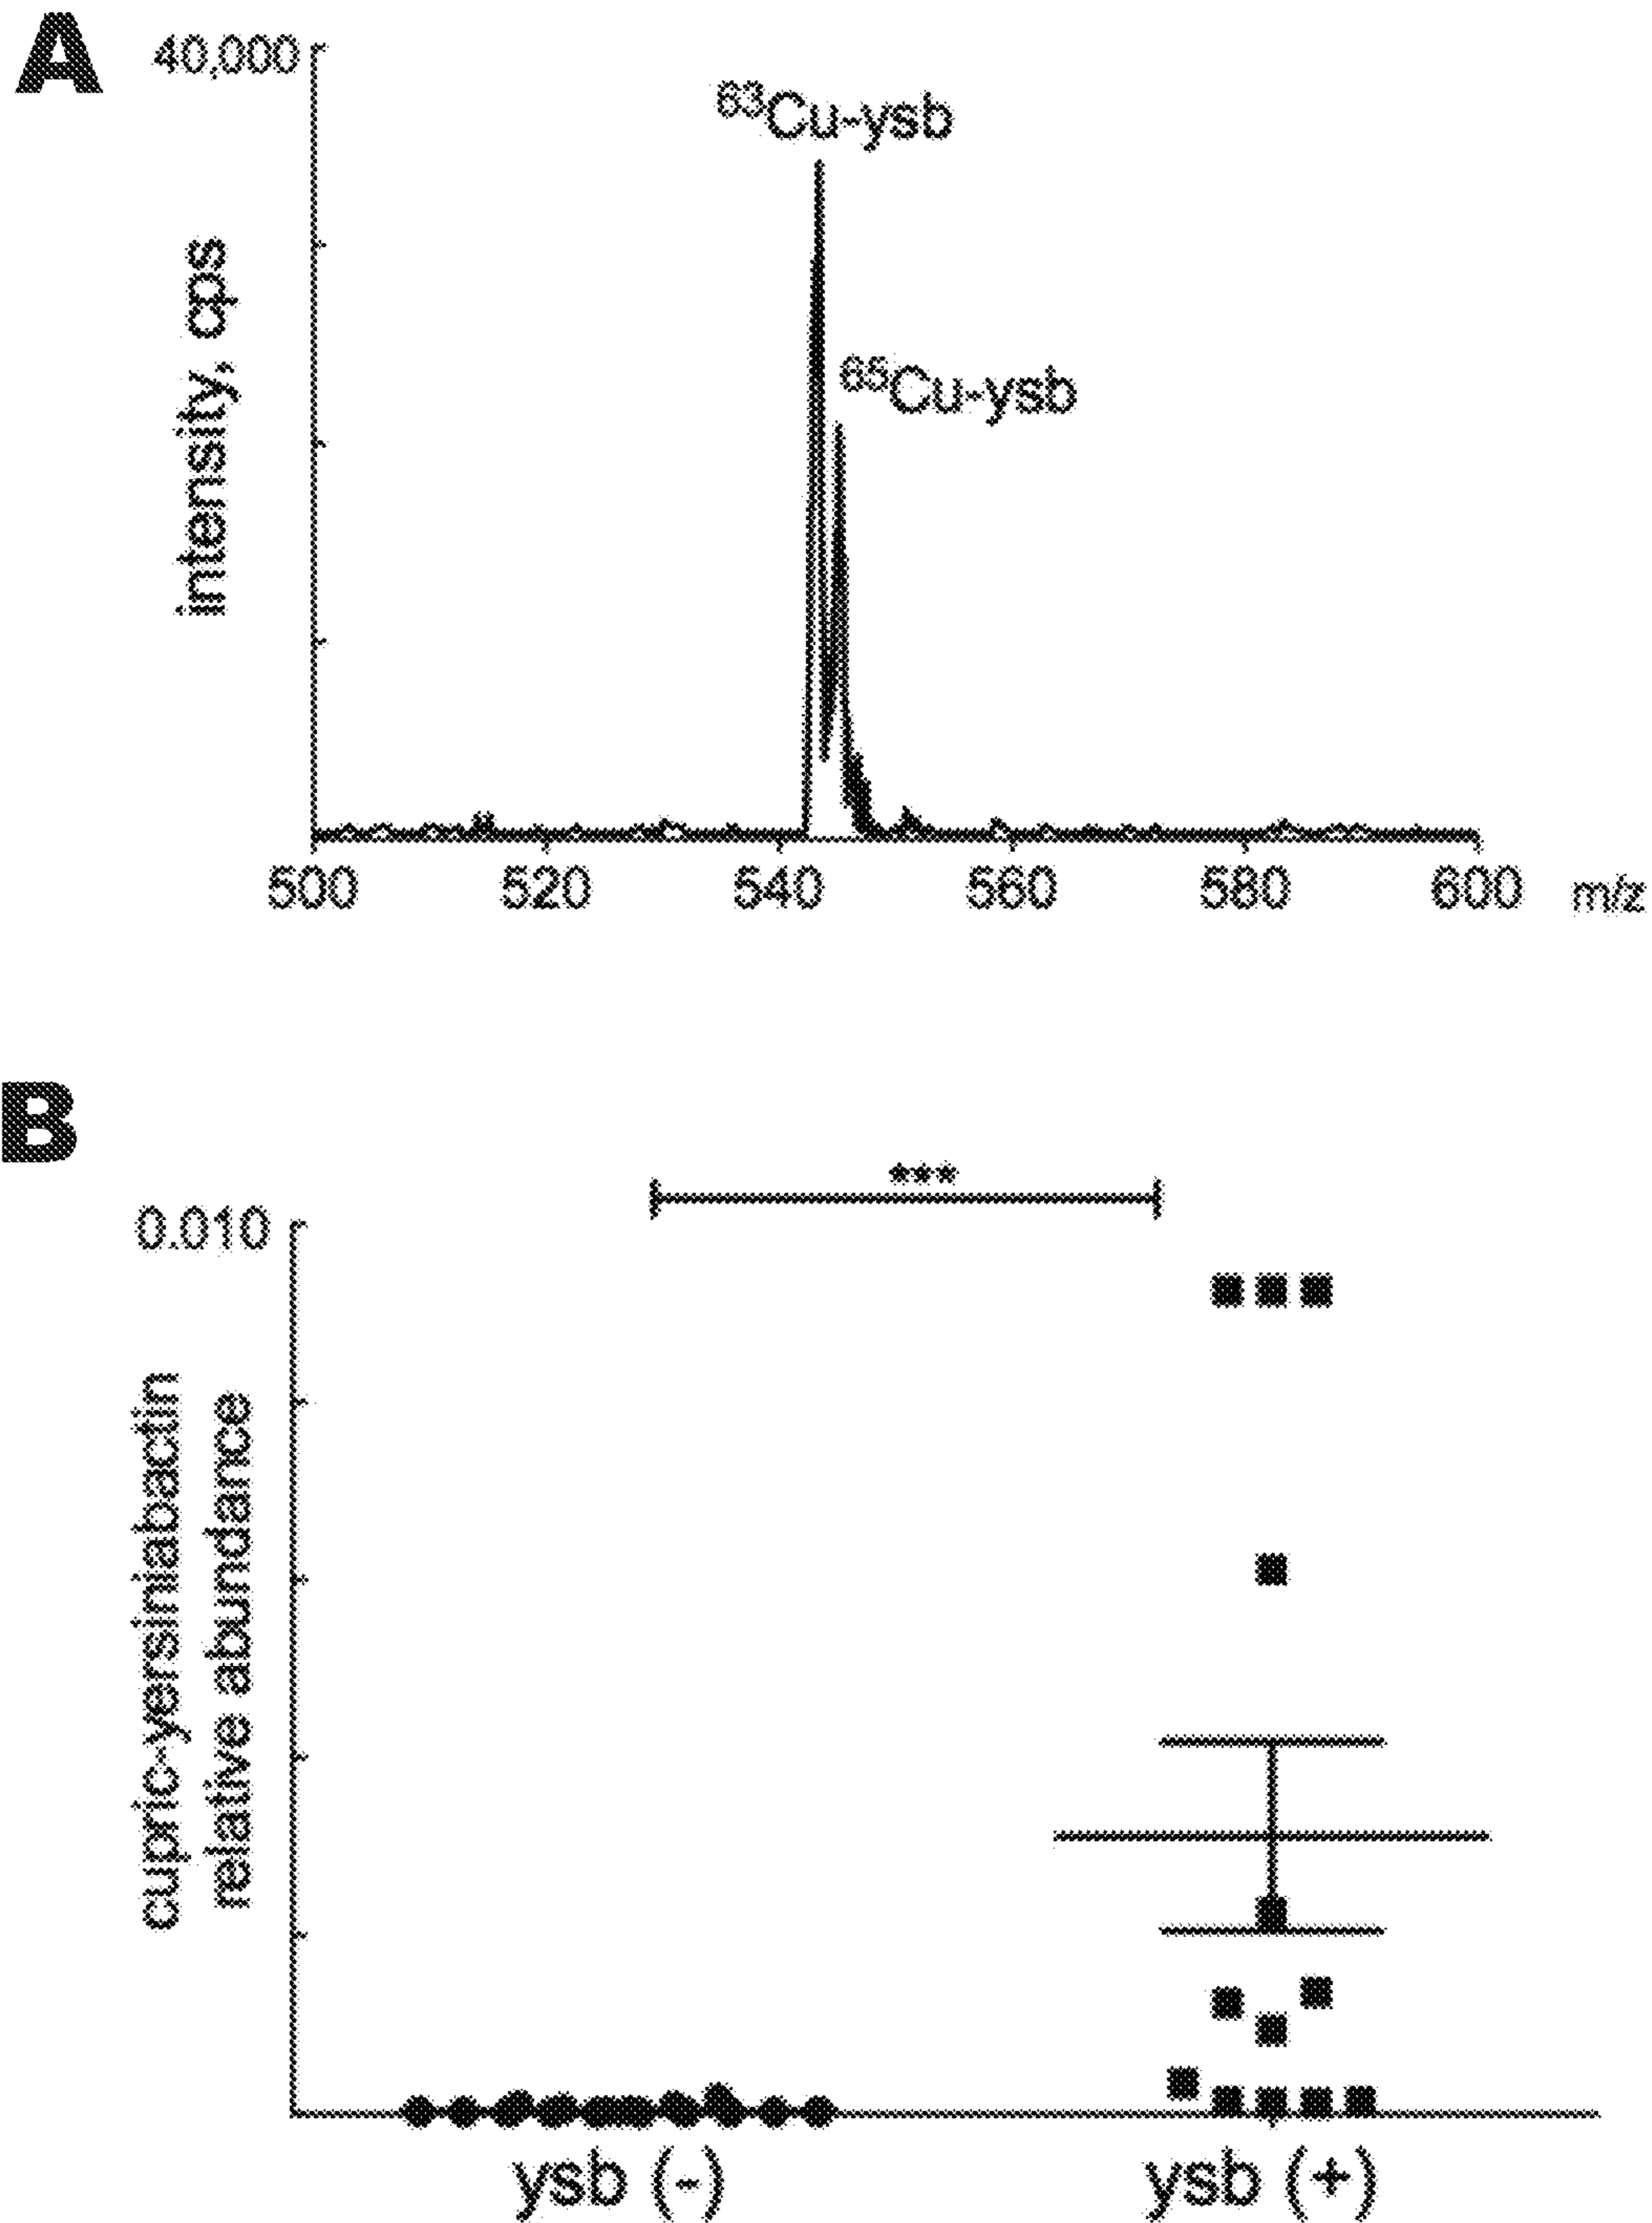 A
40,000
⁶³Cu-ysb
⁶⁵Cu-ysb
intensity, cps
500 520 540 560 580 600 m/z
B
***
0.010
cupric-yersiniabactin
relative abundance
ysb (-) ysb (+)